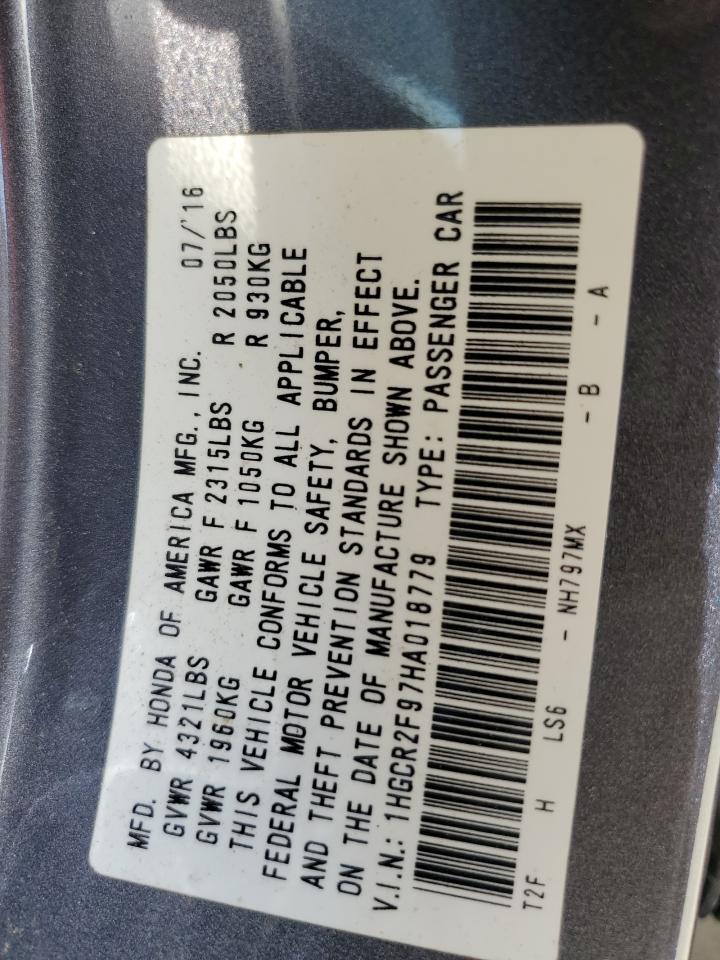 MFD. BY HONDA OF AMERICA MFG., INC. 07/'16
GVWR 4321LBS GAWR F 2315LBS R 2050LBS
GVWR 1960KG GAWR F 1050KG R 930KG
THIS VEHICLE CONFORMS TO ALL APPLICABLE
FEDERAL MOTOR VEHICLE SAFETY, BUMPER,
AND THEFT PREVENTION STANDARDS IN EFFECT
ON THE DATE OF MANUFACTURE SHOWN ABOVE.
V.I.N.: 1HGCR2F97HA018779 TYPE: PASSENGER CAR
T2F H LS6 - NH797MX - B - A